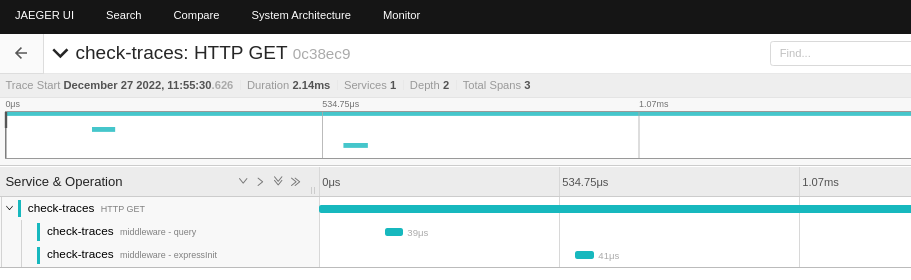 JAEGER UI Search Compare System Architecture Monitor
check-traces: HTTP GET 0c38ec9 Find...
Trace Start December 27 2022, 11:55:30.626 Duration 2.14ms Services 1 Depth 2 Total Spans 3
0μs 534.75μs 1.07ms
Service & Operation 0μs 534.75μs 1.07ms
check-traces HTTP GET
check-traces middleware - query 39μs
check-traces middleware - expressInit 41μs